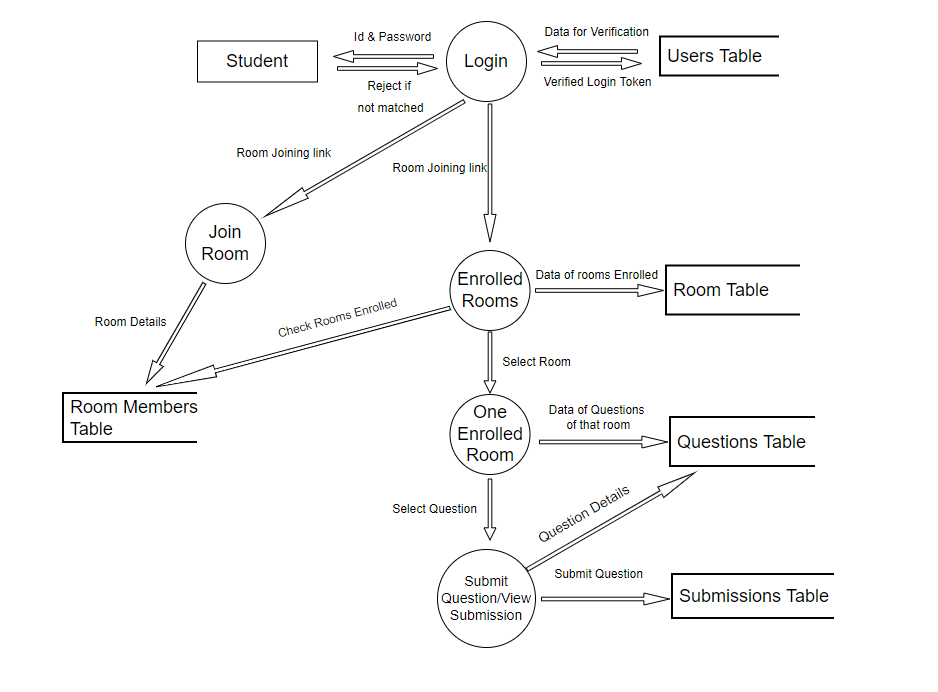 Id & Password
Data for Verification
Student
Login
Users Table
Reject if
not matched
Verified Login Token
Room Joining link
Room Joining link
Join
Room
Enrolled
Rooms
Data of rooms Enrolled
Room Table
Room Details
Check Rooms Enrolled
Select Room
Room Members
Table
One
Enrolled
Room
Data of Questions
of that room
Questions Table
Select Question
Question Details
Submit
Question/View
Submission
Submit Question
Submissions Table